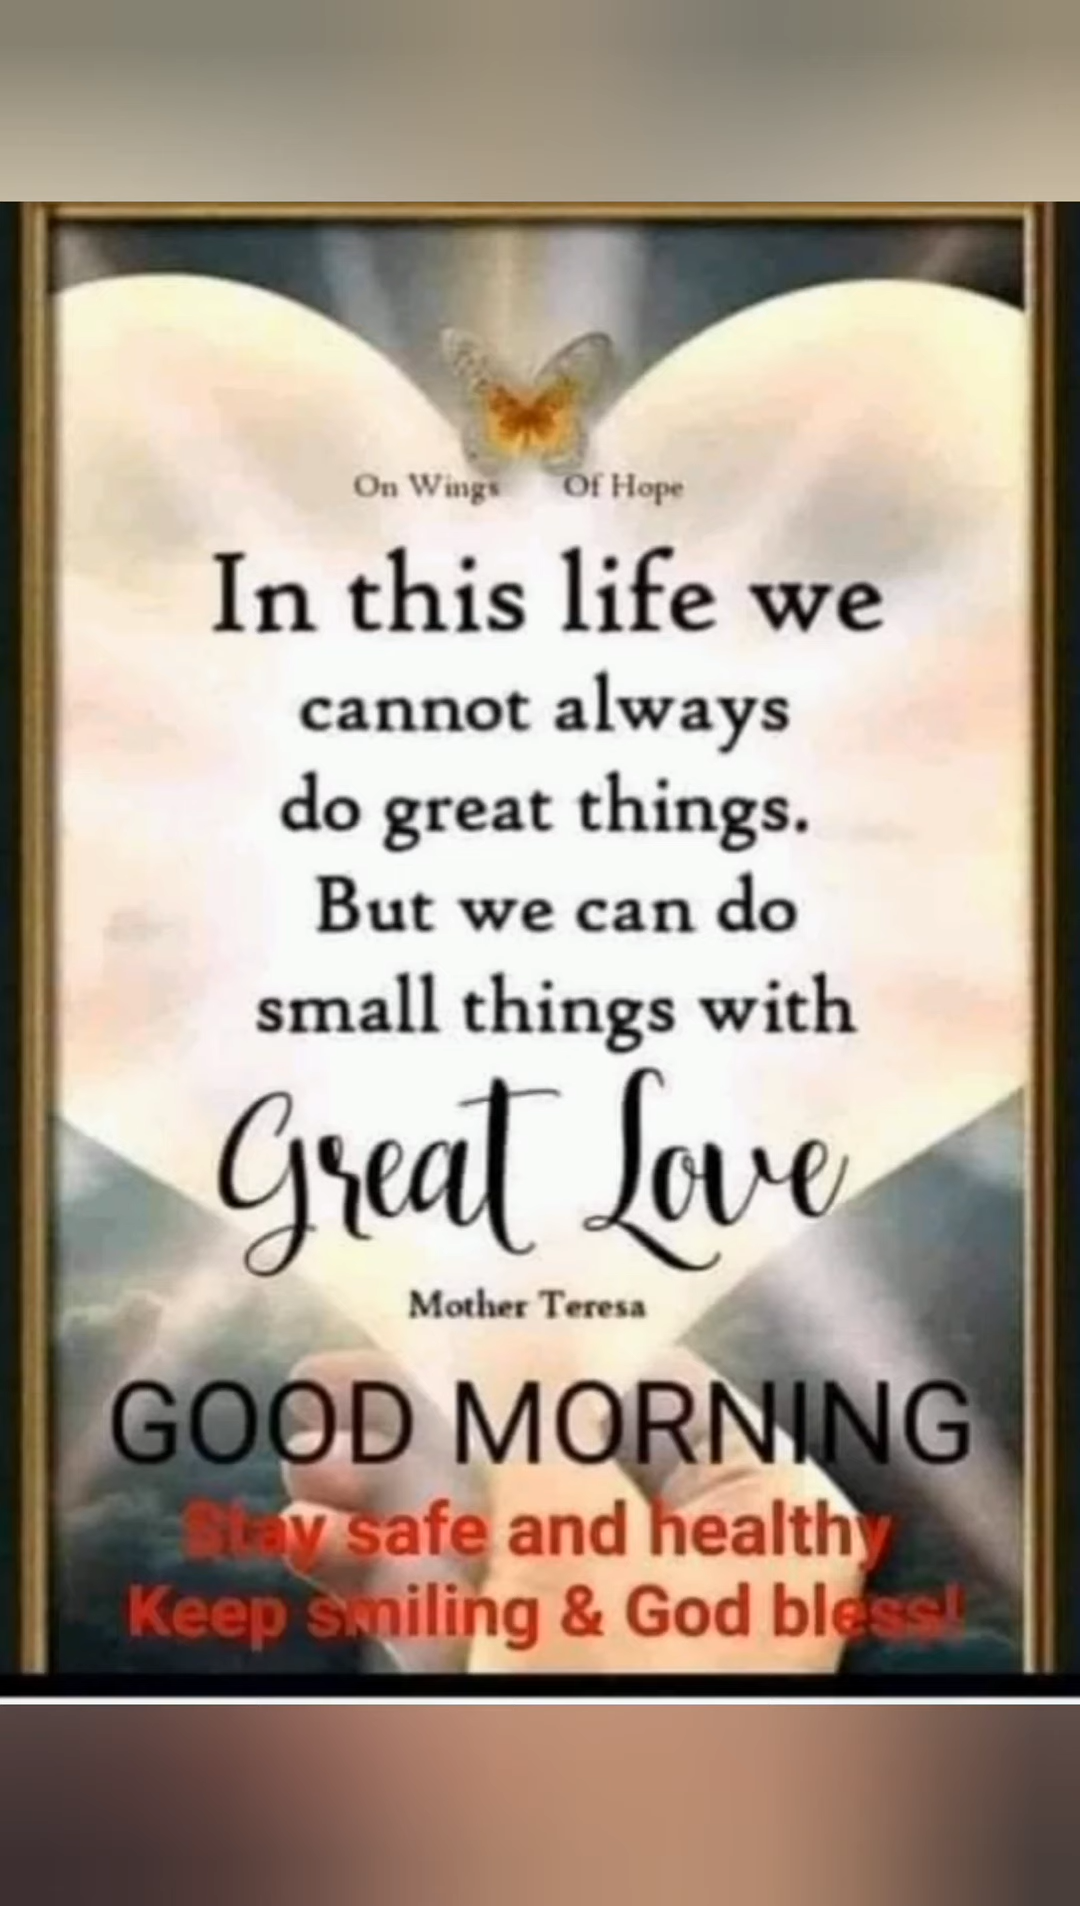 On Wings Of Hope
In this life we
cannot always
do great things.
But we can do
small things with
Great Love
Mother Teresa
GOOD MORNING
Stay safe and healthy
Keep smiling & God bless!